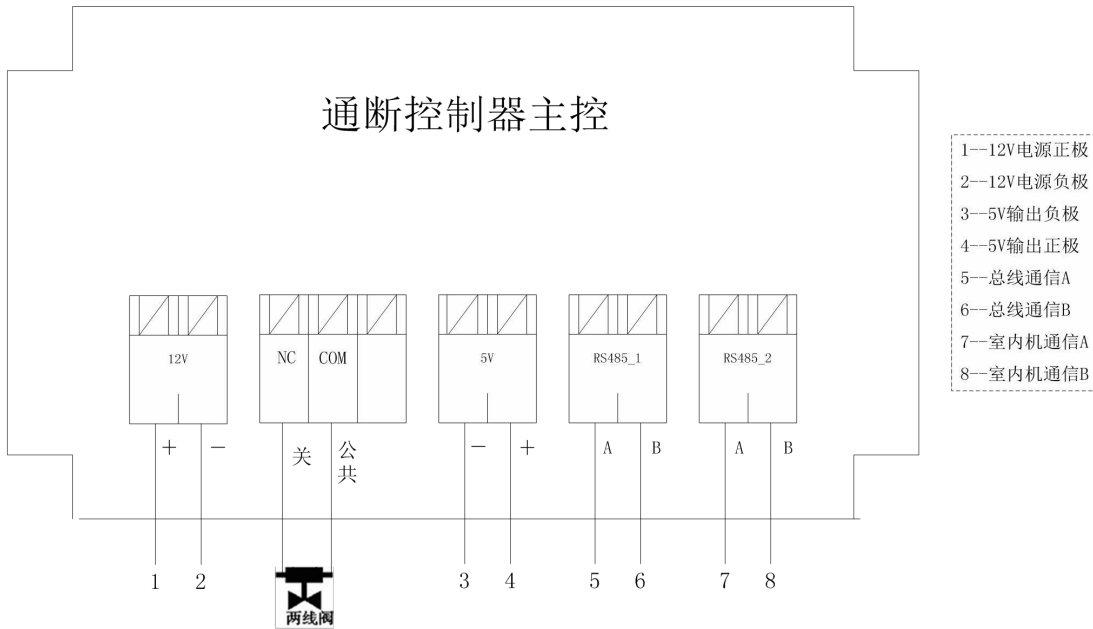 通断控制器主控
1--12V电源正极
2--12V电源负极
3--5V输出负极
4--5V输出正极
5--总线通信A
6--总线通信B
7--室内机通信A
8--室内机通信B
12V
NC COM
5V
RS485_1
RS485_2
+ -
关
公共
- +
A B
A B
1 2
3 4
5 6
7 8
两线阀